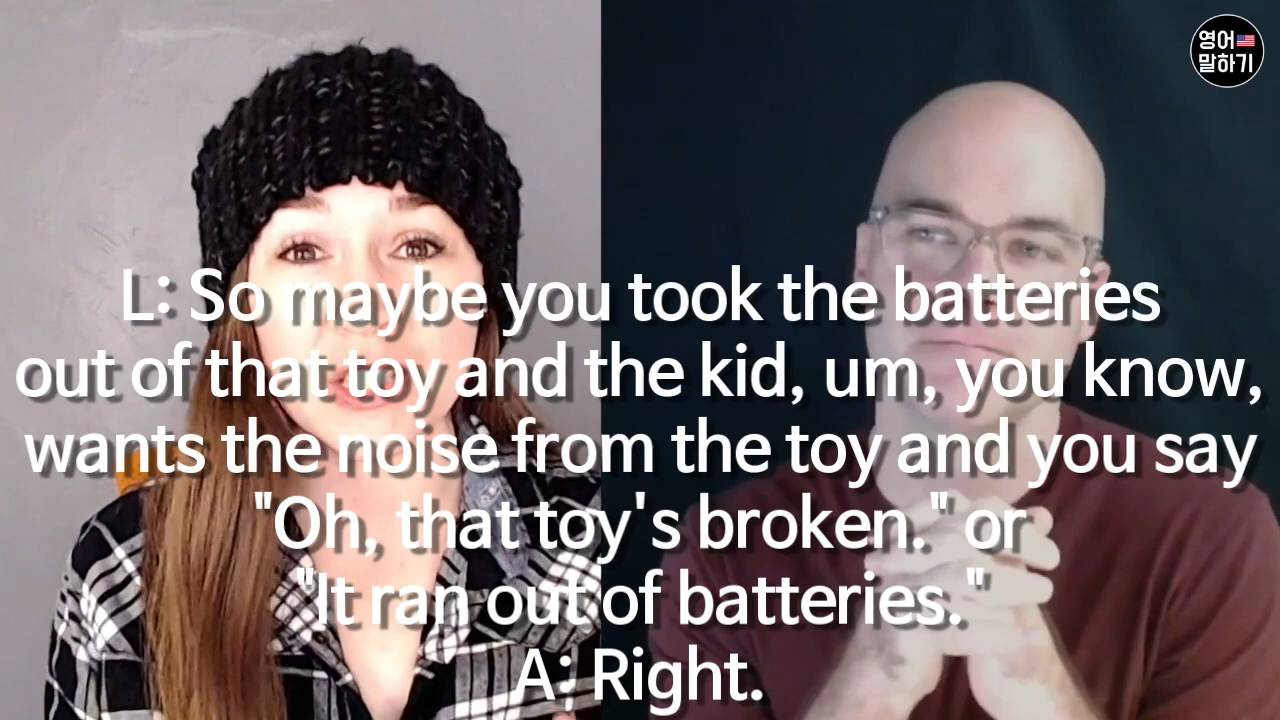 영어
말하기
L: So maybe you took the batteries
out of that toy and the kid, um, you know,
wants the noise from the toy and you say
"Oh, that toy's broken." or
"It ran out of batteries."
A: Right.